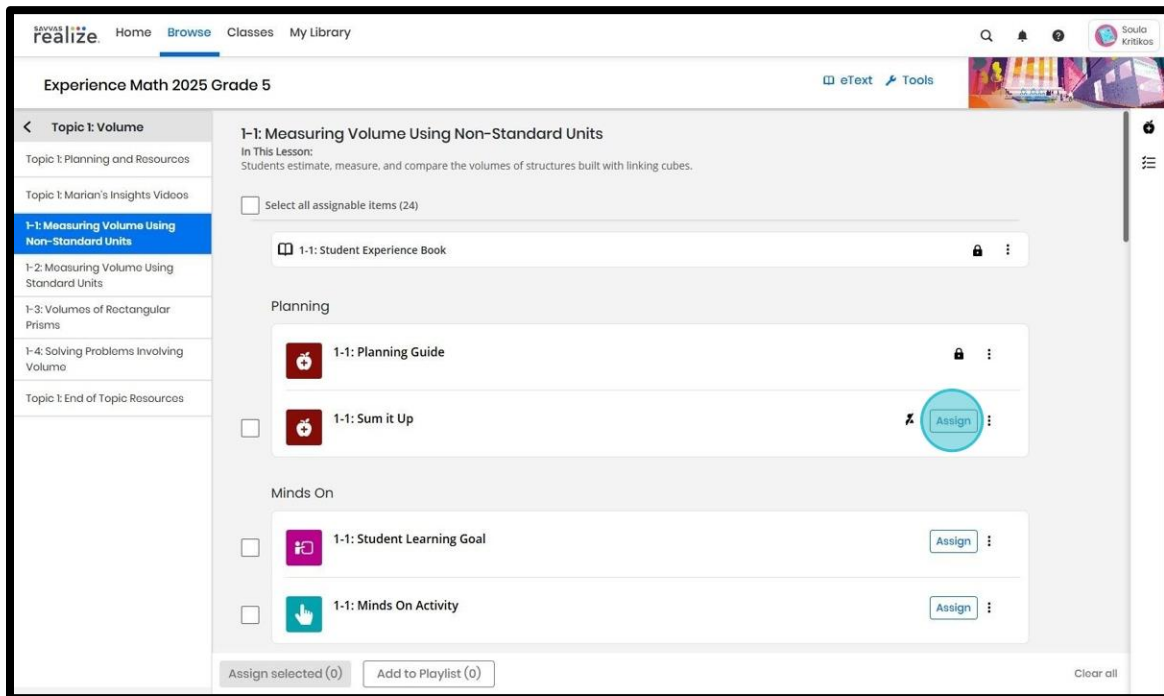 SAVVAS
realize.
Home Browse Classes My Library
Soula
Kritikos
Experience Math 2025 Grade 5
eText Tools
Topic 1: Volume
Topic 1: Planning and Resources
Topic 1: Marian's Insights Videos
1-1: Measuring Volume Using
Non-Standard Units
1-2: Measuring Volume Using
Standard Units
1-3: Volumes of Rectangular
Prisms
1-4: Solving Problems Involving
Volume
Topic 1: End of Topic Resources
1-1: Measuring Volume Using Non-Standard Units
In This Lesson:
Students estimate, measure, and compare the volumes of structures built with linking cubes.
Select all assignable items (24)
1-1: Student Experience Book
Planning
1-1: Planning Guide
1-1: Sum it Up
Assign
Minds On
1-1: Student Learning Goal
Assign
1-1: Minds On Activity
Assign
Assign selected (0) Add to Playlist (0) Clear all